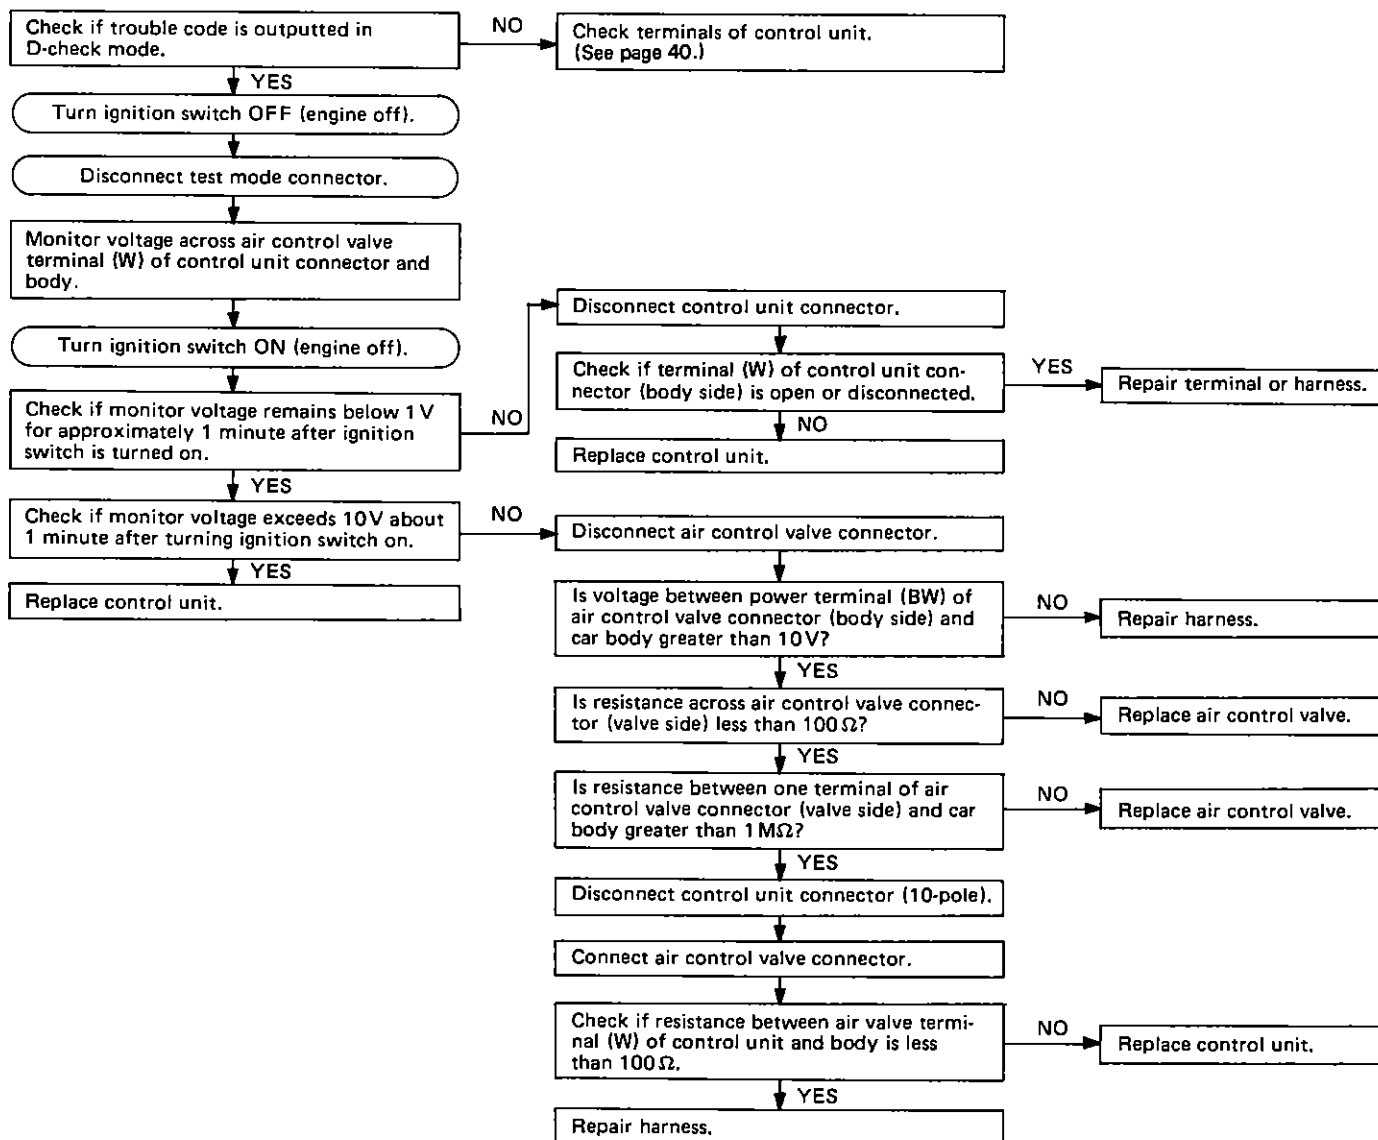 Check if trouble code is outputted in
D-check mode.
NO
Check terminals of control unit.
(See page 40.)
YES
Turn ignition switch OFF (engine off).
Disconnect test mode connector.
Monitor voltage across air control valve
terminal (W) of control unit connector and
body.
Turn ignition switch ON (engine off).
Check if monitor voltage remains below 1 V
for approximately 1 minute after ignition
switch is turned on.
NO
Disconnect control unit connector.
Check if terminal (W) of control unit con-
nector (body side) is open or disconnected.
YES
Repair terminal or harness.
NO
Replace control unit.
YES
Check if monitor voltage exceeds 10 V about
1 minute after turning ignition switch on.
NO
Disconnect air control valve connector.
YES
Replace control unit.
Is voltage between power terminal (BW) of
air control valve connector (body side) and
car body greater than 10 V?
NO
Repair harness.
YES
Is resistance across air control valve connec-
tor (valve side) less than 100 Ω?
NO
Replace air control valve.
YES
Is resistance between one terminal of air
control valve connector (valve side) and car
body greater than 1 MΩ?
NO
Replace air control valve.
YES
Disconnect control unit connector (10-pole).
Connect air control valve connector.
Check if resistance between air valve termi-
nal (W) of control unit and body is less
than 100 Ω.
NO
Replace control unit.
YES
Repair harness.